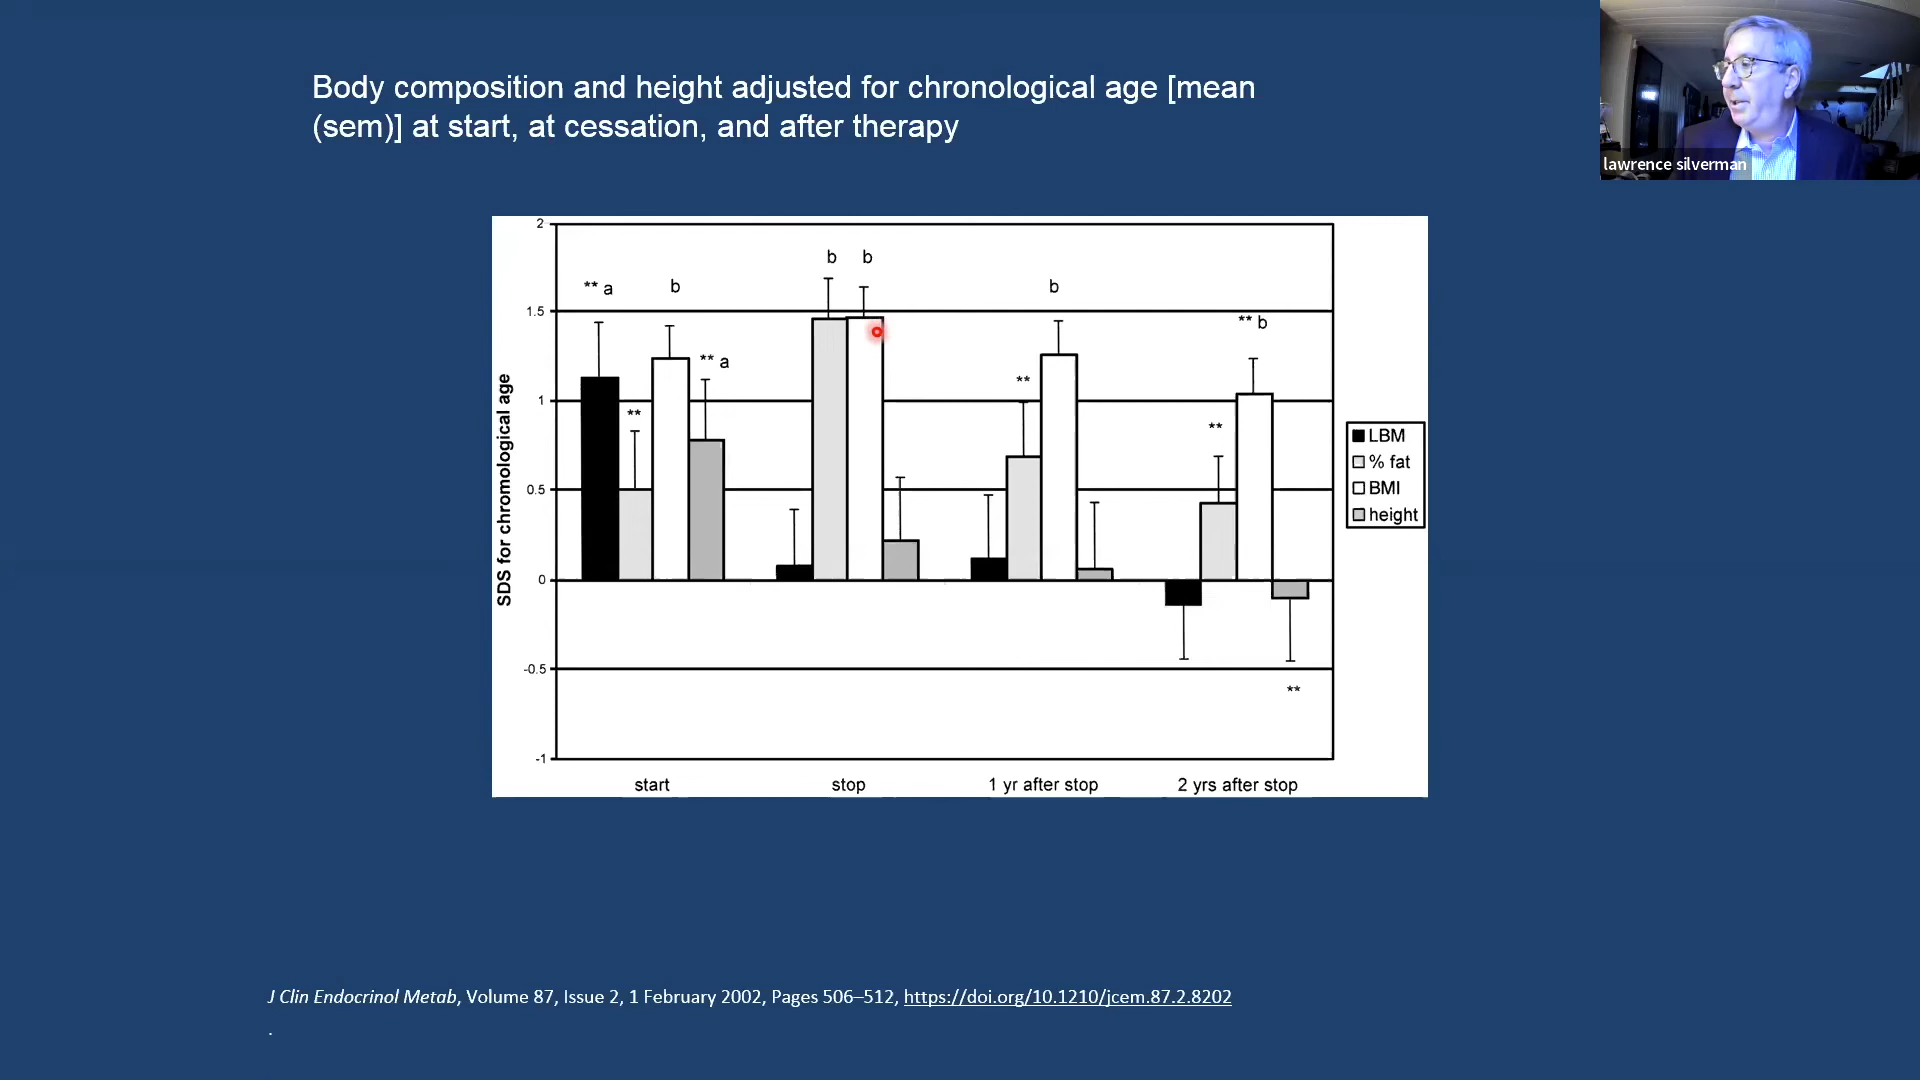 Body composition and height adjusted for chronological age [mean
(sem)] at start, at cessation, and after therapy
lawrence silverman
2
1.5
1
0.5
0
-0.5
-1
SDS for chromological age
** a
**
b
** a
b b
**
b
**
** b
**
LBM
% fat
BMI
height
start
stop
1 yr after stop
2 yrs after stop
J Clin Endocrinol Metab, Volume 87, Issue 2, 1 February 2002, Pages 506–512, https://doi.org/10.1210/jcem.87.2.8202
.